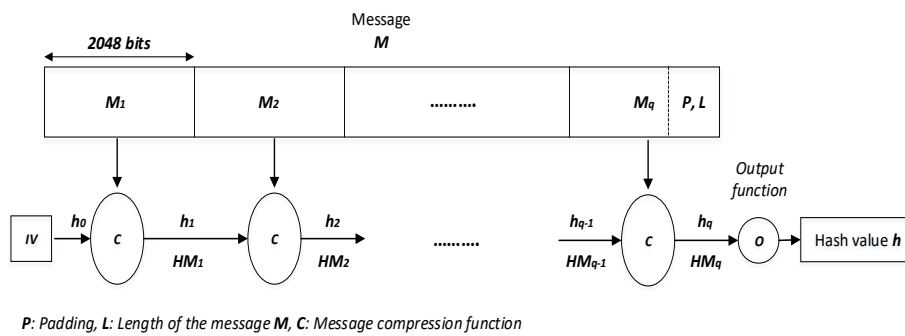 Message
M
2048 bits
M1 M2 .......... Mq P, L
Output
function
h0 h1 h2 hq-1 hq
IV C C .......... C O Hash value h
HM1 HM2 HMq-1 HMq
P: Padding, L: Length of the message M, C: Message compression function